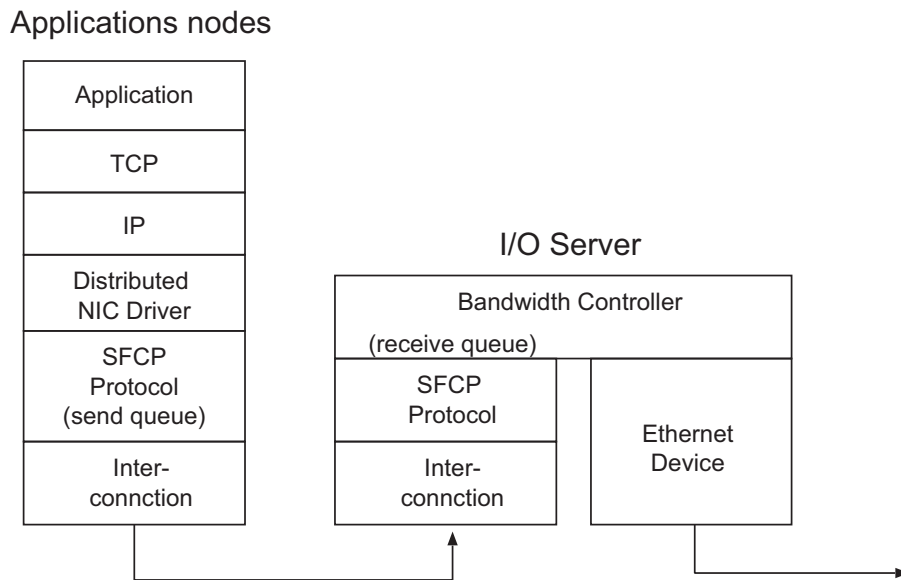 Applications nodes
Application
TCP
IP
Distributed
NIC Driver
SFCP
Protocol
(send queue)
Inter-
connction
I/O Server
Bandwidth Controller
(receive queue)
SFCP
Protocol
Inter-
connction
Ethernet
Device